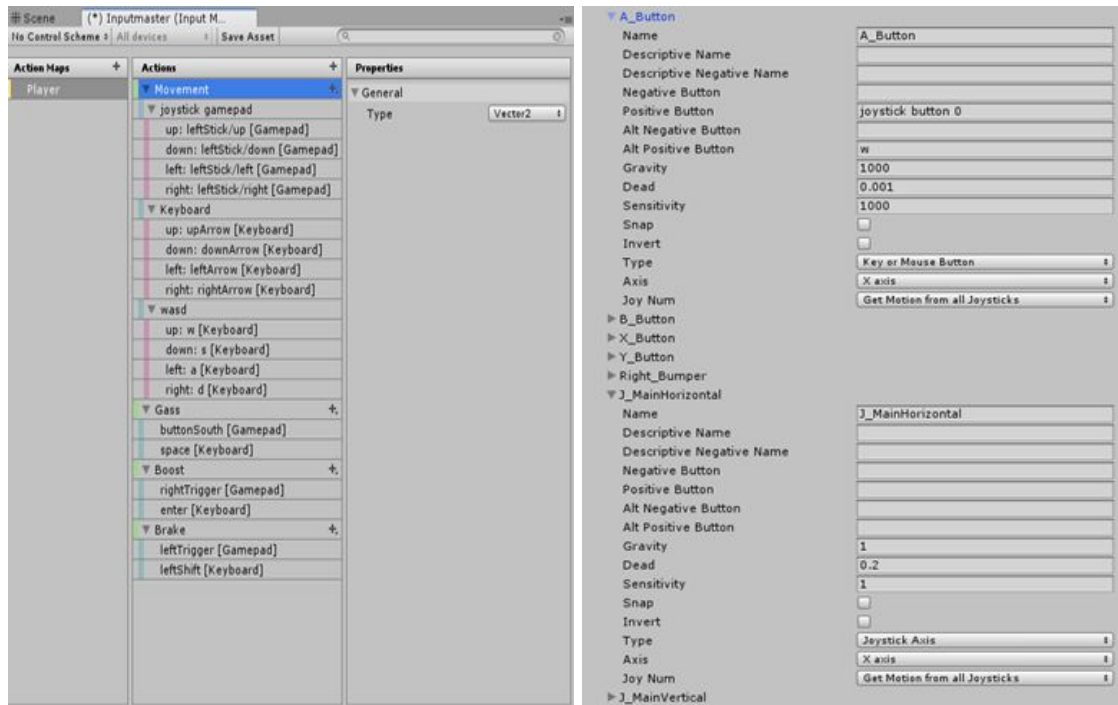 Scene
(*) Inputmaster (Input M...
No Control Scheme
All devices
Save Asset
Action Maps
+
Actions
+
Properties
Player
Movement
+
General
joystick gamepad
Type
Vector2
up: leftStick/up [Gamepad]
down: leftStick/down [Gamepad]
left: leftStick/left [Gamepad]
right: leftStick/right [Gamepad]
Keyboard
up: upArrow [Keyboard]
down: downArrow [Keyboard]
left: leftArrow [Keyboard]
right: rightArrow [Keyboard]
wasd
up: w [Keyboard]
down: s [Keyboard]
left: a [Keyboard]
right: d [Keyboard]
Gass
+
buttonSouth [Gamepad]
space [Keyboard]
Boost
+
rightTrigger [Gamepad]
enter [Keyboard]
Brake
+
leftTrigger [Gamepad]
leftShift [Keyboard]
A_Button
Name A_Button
Descriptive Name
Descriptive Negative Name
Negative Button
Positive Button joystick button 0
Alt Negative Button
Alt Positive Button w
Gravity 1000
Dead 0.001
Sensitivity 1000
Snap
Invert
Type Key or Mouse Button
Axis X axis
Joy Num Get Motion from all Joysticks
B_Button
X_Button
Y_Button
Right_Bumper
J_MainHorizontal
Name J_MainHorizontal
Descriptive Name
Descriptive Negative Name
Negative Button
Positive Button
Alt Negative Button
Alt Positive Button
Gravity 1
Dead 0.2
Sensitivity 1
Snap
Invert
Type Joystick Axis
Axis X axis
Joy Num Get Motion from all Joysticks
J_MainVertical